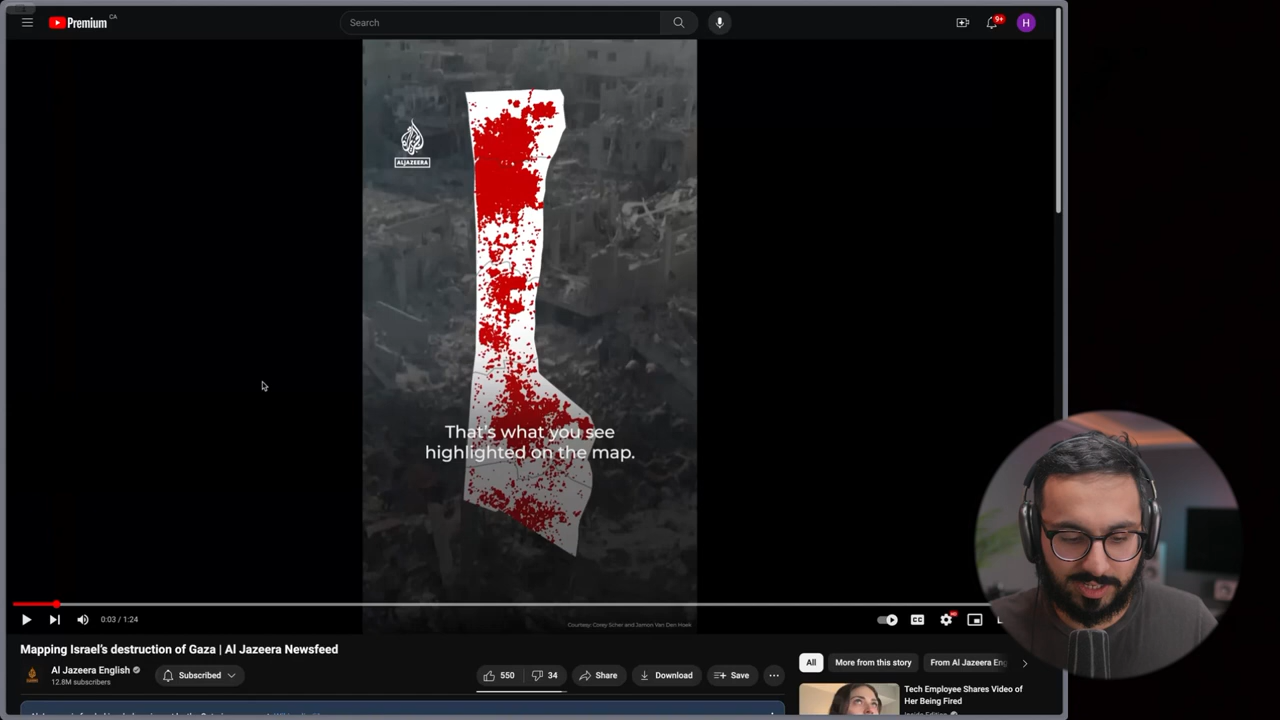 Premium
CA
Search
9+
H
ALJAZEERA
That's what you see
highlighted on the map.
Courtesy: Corey Scher and Jamon Van Den Hoek
0:03 / 1:24
Mapping Israel's destruction of Gaza | Al Jazeera Newsfeed
Al Jazeera English
12.8M subscribers
Subscribed
550
34
Share
Download
Save
All
More from this story
From Al Jazeera Eng
Tech Employee Shares Video of
Her Being Fired
Inside Edition